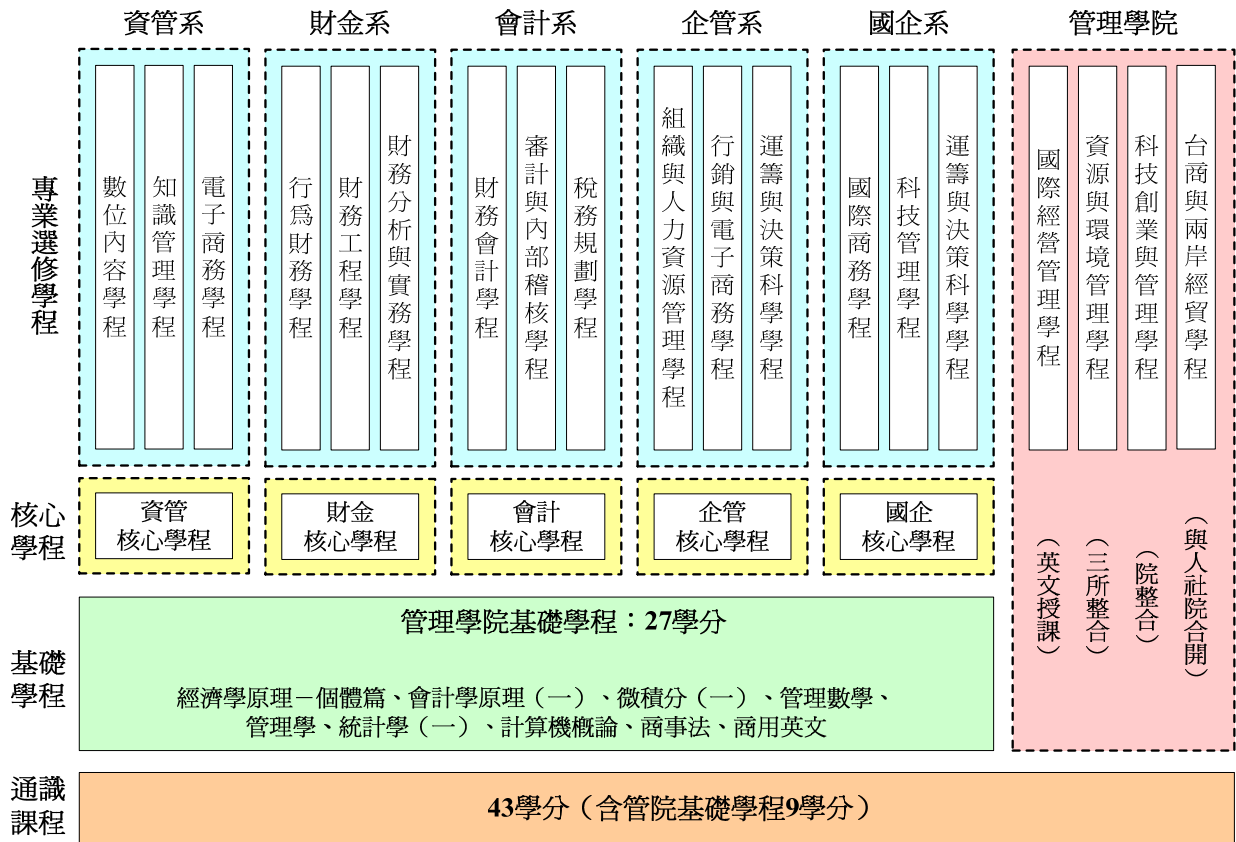 資管系
財金系
會計系
企管系
國企系
管理學院
專業選修學程
數位內容學程
知識管理學程
電子商務學程
行為財務學程
財務工程學程
財務分析與實務學程
財務會計學程
審計與內部稽核學程
稅務規劃學程
組織與人力資源管理學程
行銷與電子商務學程
運籌與決策科學學程
國際商務學程
科技管理學程
運籌與決策科學學程
國際經營管理學程
資源與環境管理學程
科技創業與管理學程
台商與兩岸經貿學程
核心
學程
資管
核心學程
財金
核心學程
會計
核心學程
企管
核心學程
國企
核心學程
（英文授課）
（三所整合）
（院整合）
（與人社院合開）
基礎
學程
管理學院基礎學程：27學分
經濟學原理－個體篇、會計學原理（一）、微積分（一）、管理數學、
管理學、統計學（一）、計算機概論、商事法、商用英文
通識
課程
43學分（含管院基礎學程9學分）